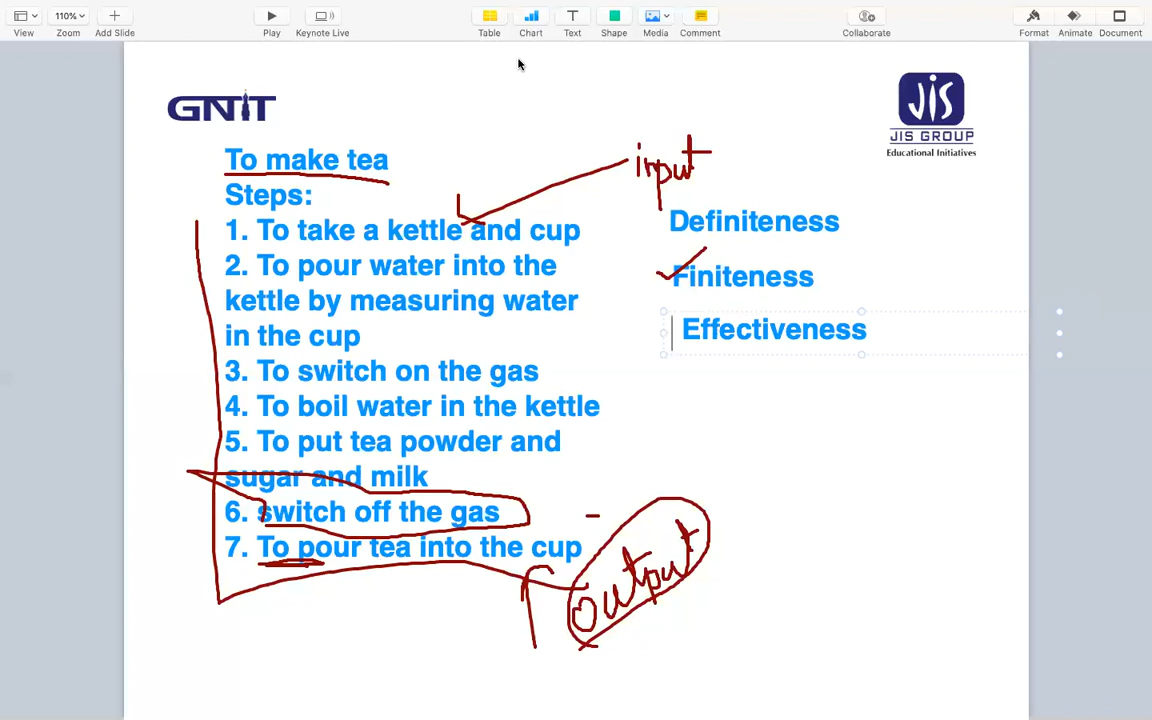 View
110%
Zoom
Add Slide
Play
Keynote Live
Table
Chart
Text
Shape
Media
Comment
Collaborate
Format
Animate
Document
GNIT
JIS
JIS GROUP
Educational Initiatives
To make tea
Steps:
1. To take a kettle and cup
2. To pour water into the
kettle by measuring water
in the cup
3. To switch on the gas
4. To boil water in the kettle
5. To put tea powder and
sugar and milk
6. switch off the gas
7. To pour tea into the cup
input
Definiteness
Finiteness
Effectiveness
output